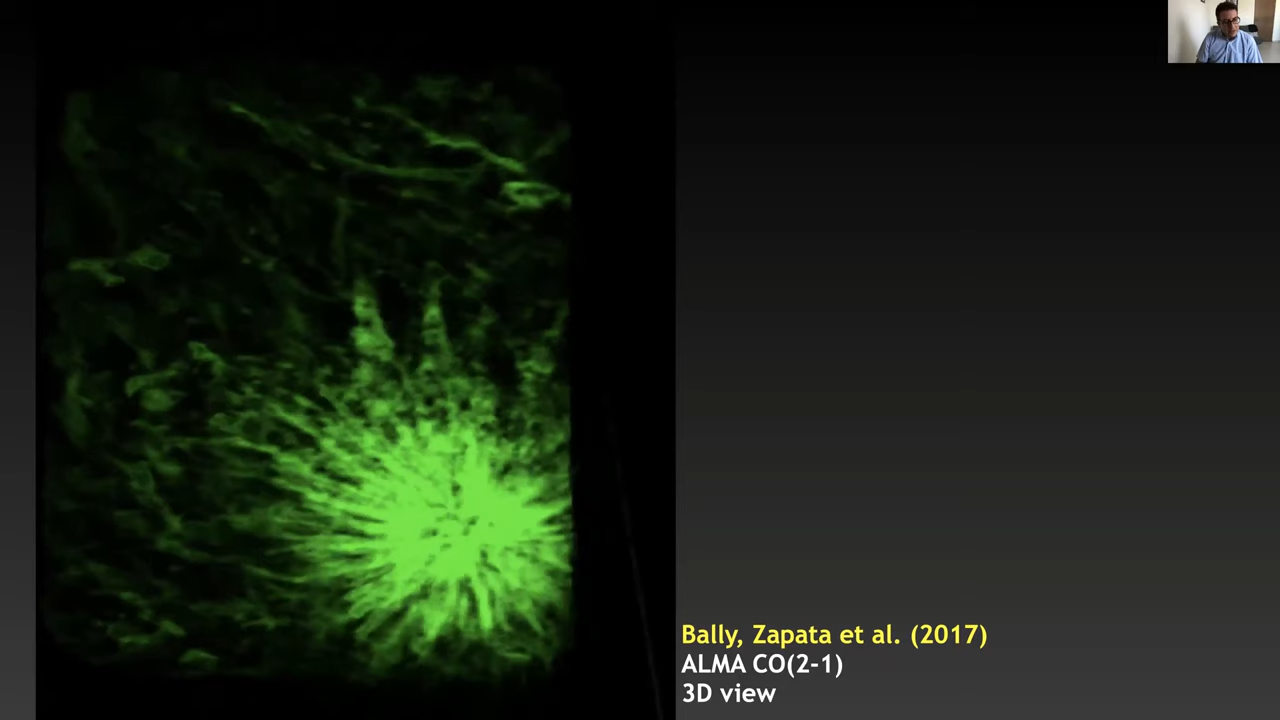 Bally, Zapata et al. (2017)
ALMA CO(2-1)
3D view